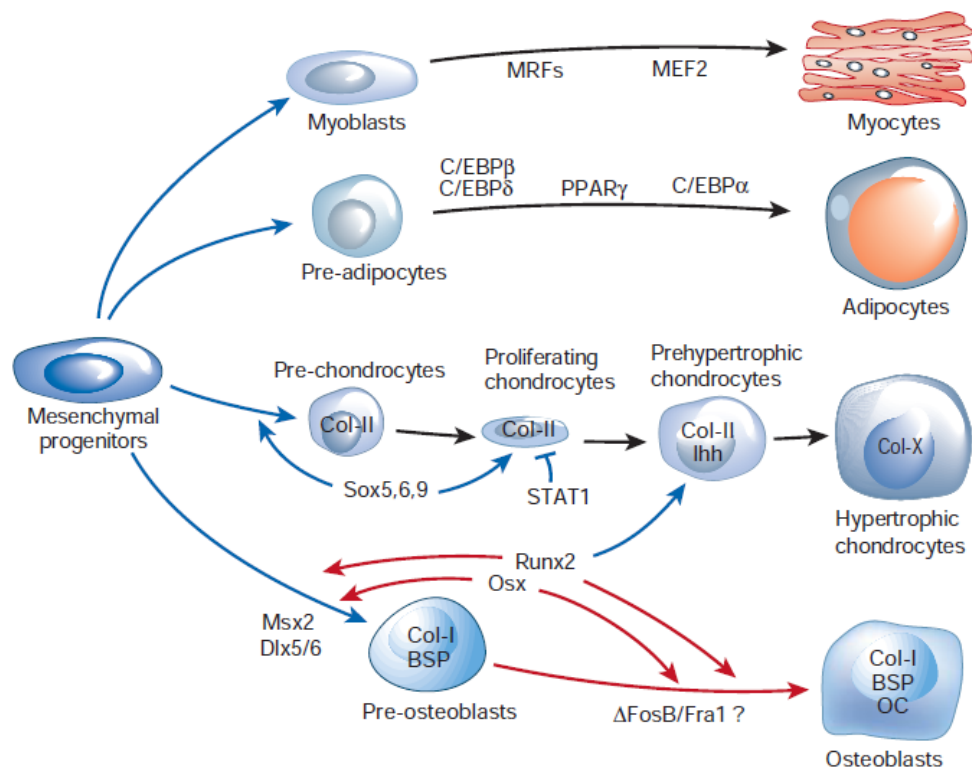 MRFs
MEF2
Myoblasts
Myocytes
C/EBPβ
C/EBPδ
PPARγ
C/EBPα
Pre-adipocytes
Adipocytes
Mesenchymal
progenitors
Pre-chondrocytes
Proliferating
chondrocytes
Prehypertrophic
chondrocytes
Col-II
Col-II
Col-II
Ihh
Col-X
Sox5,6,9
STAT1
Hypertrophic
chondrocytes
Runx2
Osx
Msx2
Dlx5/6
Col-I
BSP
Pre-osteoblasts
ΔFosB/Fra1 ?
Col-I
BSP
OC
Osteoblasts